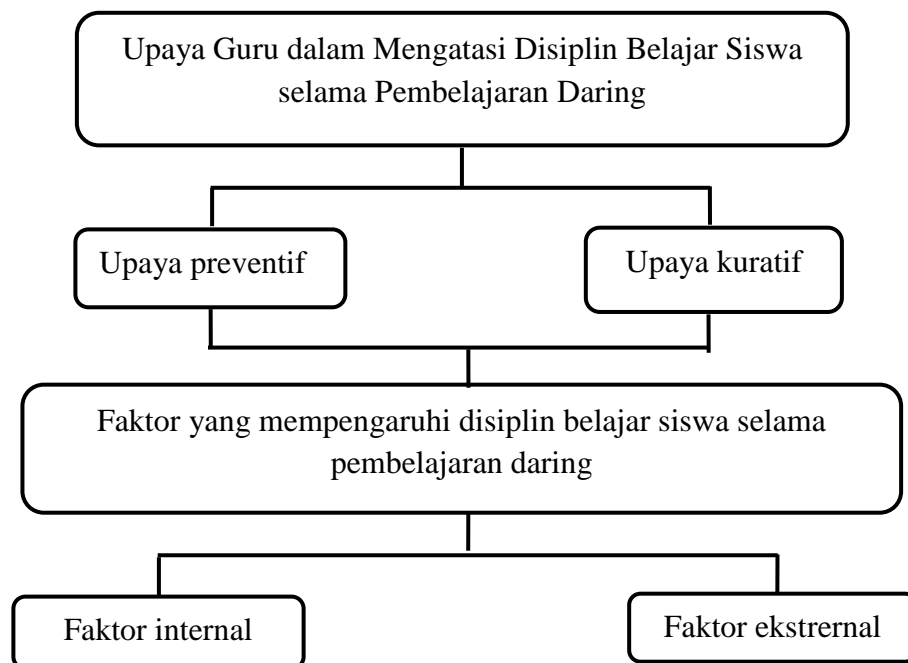 Upaya Guru dalam Mengatasi Disiplin Belajar Siswa
selama Pembelajaran Daring
Upaya preventif
Upaya kuratif
Faktor yang mempengaruhi disiplin belajar siswa selama
pembelajaran daring
Faktor internal
Faktor ekstrernal